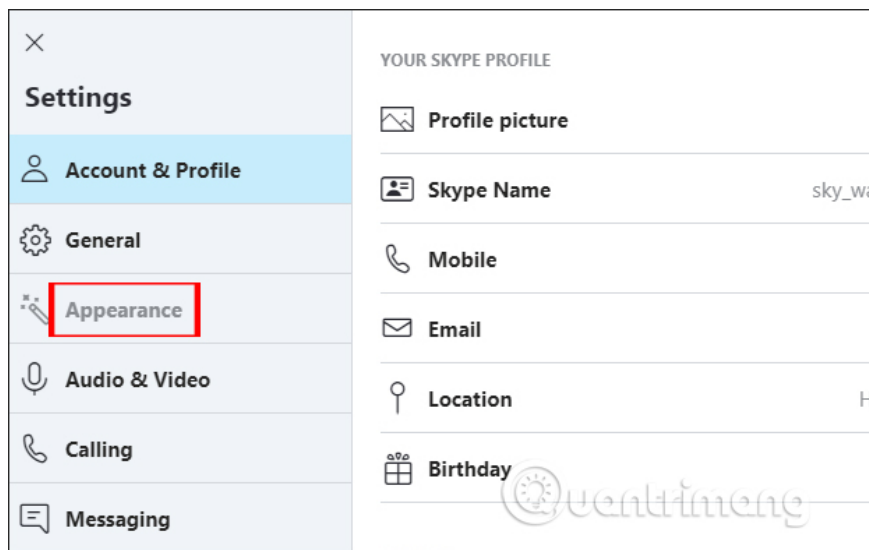 Settings
Account & Profile
General
Appearance
Audio & Video
Calling
Messaging
YOUR SKYPE PROFILE
Profile picture
Skype Name
Mobile
Email
Location
Birthday
Quantrimang